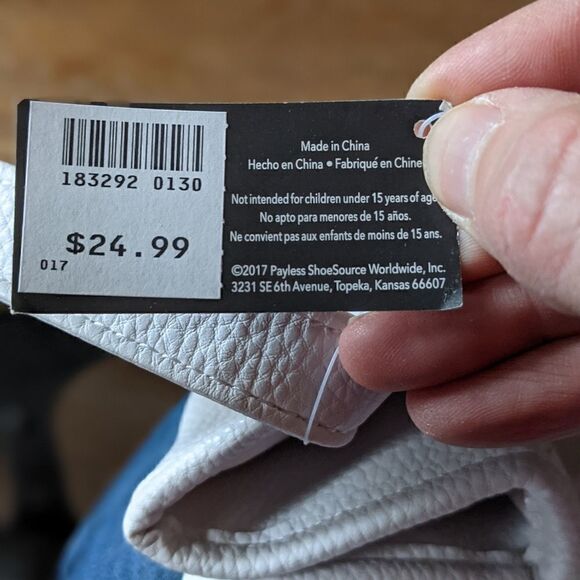 183292 0130
$24.99
017
Made in China
Hecho en China • Fabriqué en Chine
Not intended for children under 15 years of age.
No apto para menores de 15 años.
Ne convient pas aux enfants de moins de 15 ans.
©2017 Payless ShoeSource Worldwide, Inc.
3231 SE 6th Avenue, Topeka, Kansas 66607